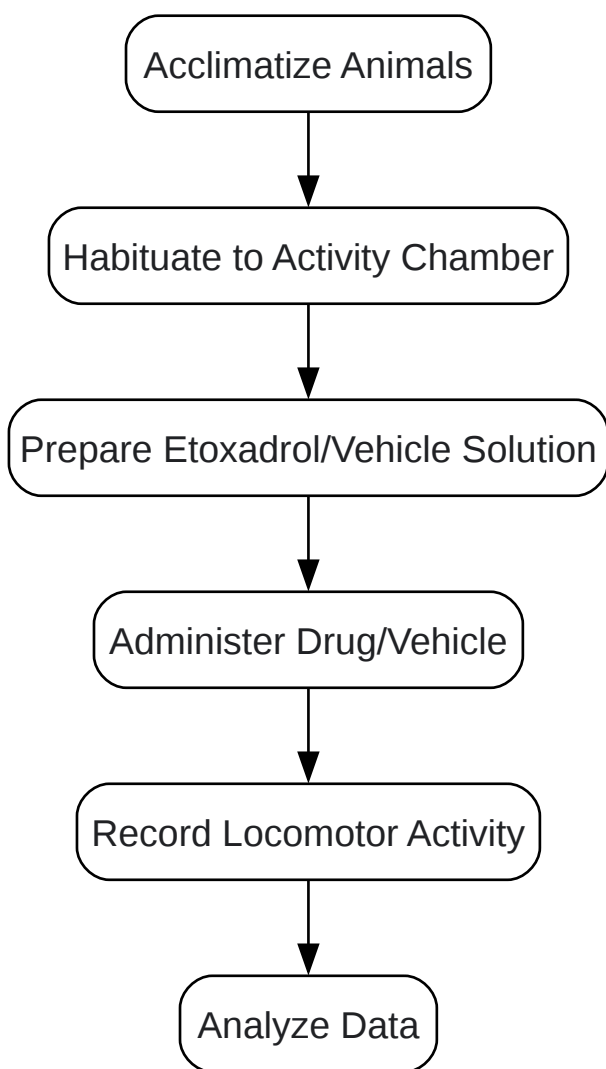 Acclimatize Animals
Habituate to Activity Chamber
Prepare Etoxadrol/Vehicle Solution
Administer Drug/Vehicle
Record Locomotor Activity
Analyze Data